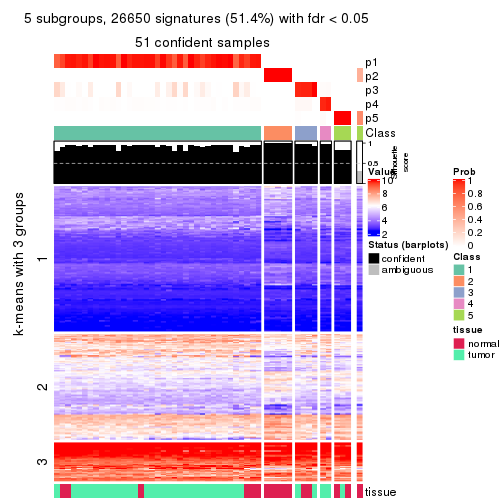 5 subgroups, 26650 signatures (51.4%) with fdr < 0.05
51 confident samples
p1
p2
p3
p4
p5
Class
1
0.5
0
Silhouette
score
k-means with 3 groups
1
2
3
tissue
Value
10
8
6
4
2
Status (barplots)
confident
ambiguous
Prob
1
0.8
0.6
0.4
0.2
0
Class
1
2
3
4
5
tissue
normal
tumor